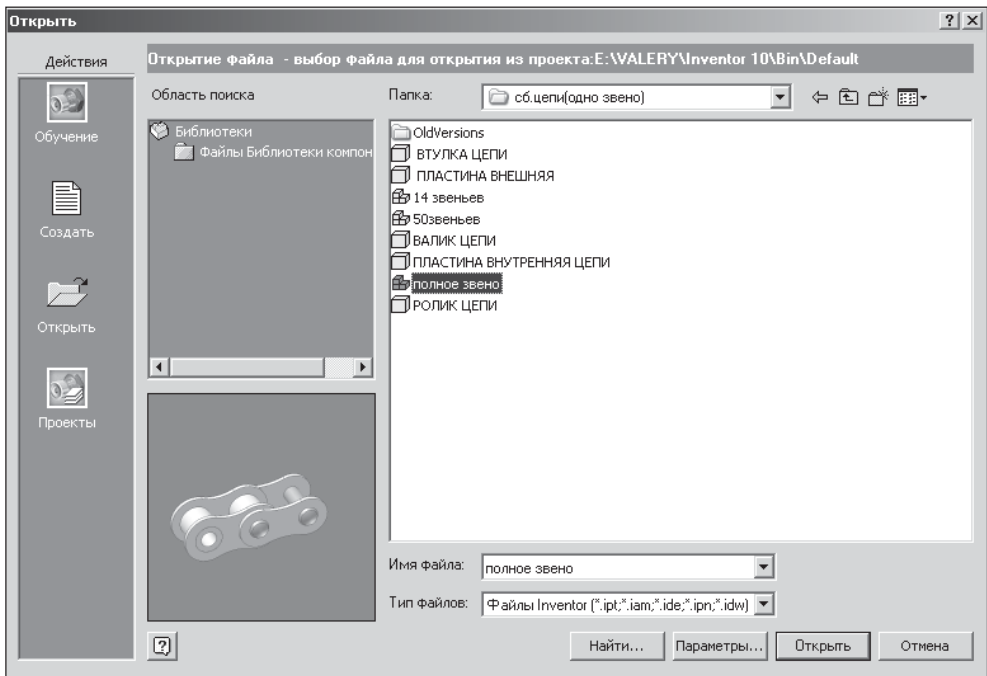 Открыть
Действия
Обучение
Создать
Открыть
Проекты
Открытие файла - выбор файла для открытия из проекта:E:\VALERY\Inventor 10\Bin\Default
Область поиска
Библиотеки
Файлы Библиотеки компон
Папка:
сб.цепи(одно звено)
OldVersions
ВТУЛКА ЦЕПИ
ПЛАСТИНА ВНЕШНЯЯ
14 звеньев
50звеньев
ВАЛИК ЦЕПИ
ПЛАСТИНА ВНУТРЕННЯЯ ЦЕПИ
полное звено
РОЛИК ЦЕПИ
Имя файла:
полное звено
Тип файлов:
Файлы Inventor (*.ipt;*.iam;*.ide;*.ipn;*.idw)
Найти...
Параметры...
Открыть
Отмена